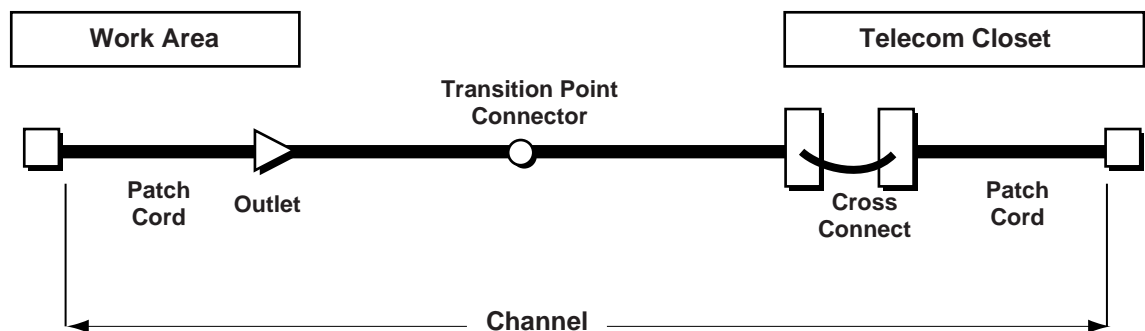 Work Area
Telecom Closet
Transition Point
Connector
Patch
Cord
Outlet
Cross
Connect
Patch
Cord
Channel